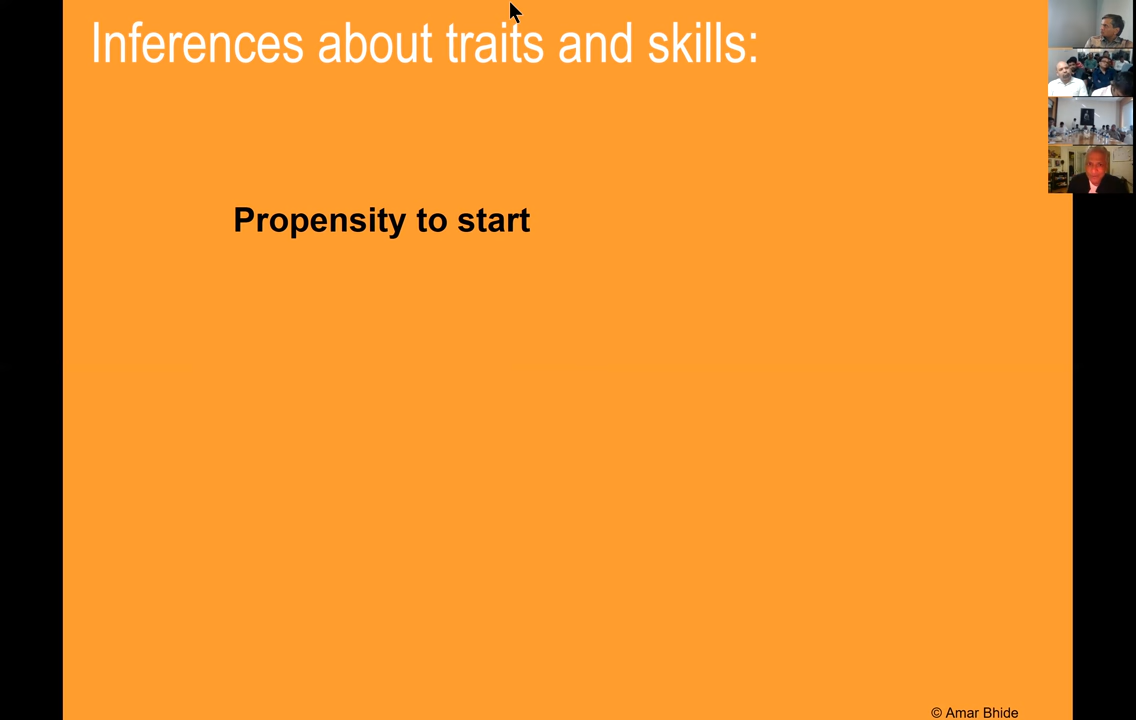 Inferences about traits and skills:
Propensity to start
© Amar Bhide